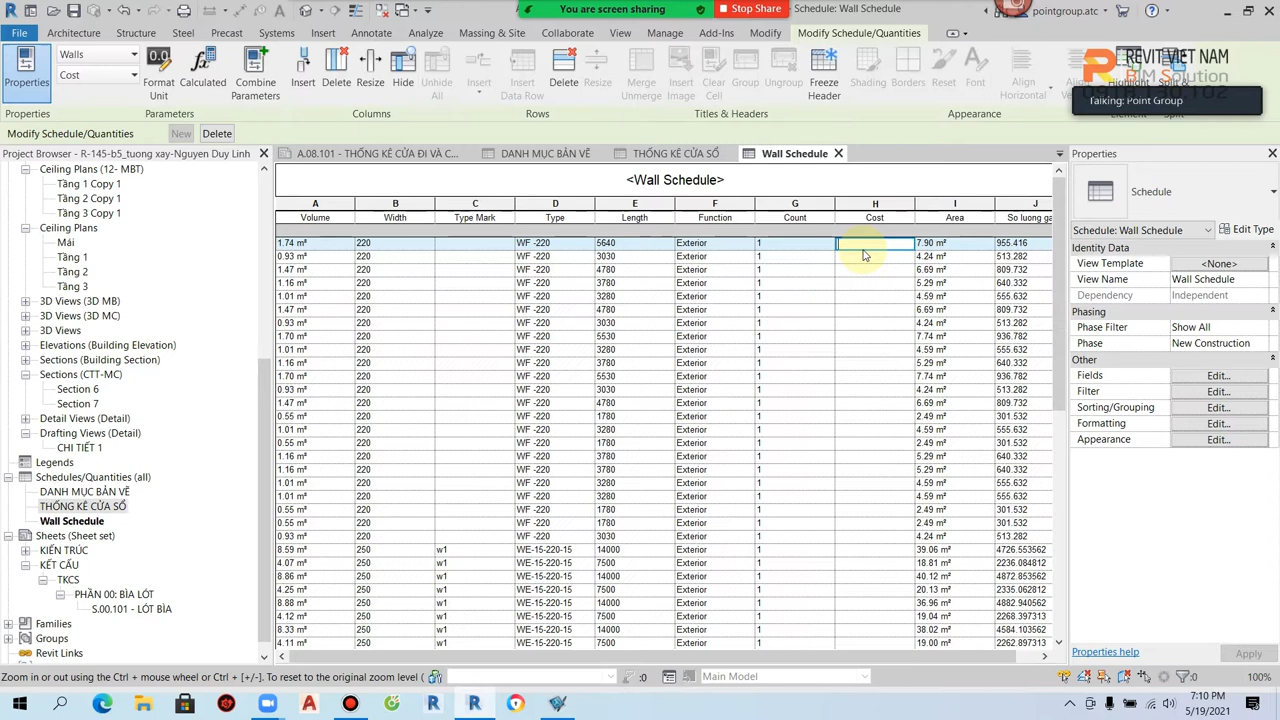 You are screen sharing
Stop Share
Schedule: Wall Schedule
pointgroup.atc
File
Architecture
Structure
Steel
Precast
Systems
Insert
Annotate
Analyze
Massing & Site
Collaborate
View
Manage
Add-Ins
Modify
Modify Schedule/Quantities
Walls
Cost
Properties
Format
Unit
Calculated
Combine
Parameters
Insert
Delete
Resize
Hide
Unhide
All
Insert
Insert
Data Row
Delete
Resize
Merge
Unmerge
Insert
Image
Clear
Cell
Group
Ungroup
Freeze
Header
Shading
Borders
Reset
Font
Align
Horizontal
REVIT VIET NAM
BIM Solution
Talking: Point Group
Properties
Parameters
Columns
Rows
Titles & Headers
Appearance
Modify Schedule/Quantities
New
Delete
Project Browser - R-145-b5_tuong xay-Nguyen Duy Linh
Ceiling Plans (12- MBT)
Tầng 1 Copy 1
Tầng 2 Copy 1
Tầng 3 Copy 1
Ceiling Plans
Mái
Tầng 1
Tầng 2
Tầng 3
3D Views (3D MB)
3D Views (3D MC)
3D Views
Elevations (Building Elevation)
Sections (Building Section)
Sections (CTT-MC)
Section 6
Section 7
Detail Views (Detail)
Drafting Views (Detail)
CHI TIẾT 1
Legends
Schedules/Quantities (all)
DANH MỤC BẢN VẼ
THỐNG KÊ CỬA SỔ
Wall Schedule
Sheets (Sheet set)
KIẾN TRÚC
KẾT CẤU
TKCS
PHẦN 00: BÌA LÓT
S.00.101 - LÓT BÌA
Families
Groups
Revit Links
A.08.101 - THỐNG KÊ CỬA ĐI VÀ C...
DANH MỤC BẢN VẼ
THỐNG KÊ CỬA SỔ
Wall Schedule
<Wall Schedule>
A B C D E F G H I J
Volume Width Type Mark Type Length Function Count Cost Area So luong ga
1.74 m³ 220 WF -220 5640 Exterior 1 7.90 m² 955.416
0.93 m³ 220 WF -220 3030 Exterior 1 4.24 m² 513.282
1.47 m³ 220 WF -220 4780 Exterior 1 6.69 m² 809.732
1.16 m³ 220 WF -220 3780 Exterior 1 5.29 m² 640.332
1.01 m³ 220 WF -220 3280 Exterior 1 4.59 m² 555.632
1.47 m³ 220 WF -220 4780 Exterior 1 6.69 m² 809.732
0.93 m³ 220 WF -220 3030 Exterior 1 4.24 m² 513.282
1.70 m³ 220 WF -220 5530 Exterior 1 7.74 m² 936.782
1.01 m³ 220 WF -220 3280 Exterior 1 4.59 m² 555.632
1.16 m³ 220 WF -220 3780 Exterior 1 5.29 m² 640.332
1.70 m³ 220 WF -220 5530 Exterior 1 7.74 m² 936.782
0.93 m³ 220 WF -220 3030 Exterior 1 4.24 m² 513.282
1.47 m³ 220 WF -220 4780 Exterior 1 6.69 m² 809.732
0.55 m³ 220 WF -220 1780 Exterior 1 2.49 m² 301.532
1.01 m³ 220 WF -220 3280 Exterior 1 4.59 m² 555.632
0.55 m³ 220 WF -220 1780 Exterior 1 2.49 m² 301.532
1.16 m³ 220 WF -220 3780 Exterior 1 5.29 m² 640.332
1.16 m³ 220 WF -220 3780 Exterior 1 5.29 m² 640.332
1.01 m³ 220 WF -220 3280 Exterior 1 4.59 m² 555.632
1.01 m³ 220 WF -220 3280 Exterior 1 4.59 m² 555.632
0.55 m³ 220 WF -220 1780 Exterior 1 2.49 m² 301.532
0.55 m³ 220 WF -220 1780 Exterior 1 2.49 m² 301.532
0.93 m³ 220 WF -220 3030 Exterior 1 4.24 m² 513.282
8.59 m³ 250 w1 WE-15-220-15 14000 Exterior 1 39.06 m² 4726.553562
4.07 m³ 250 w1 WE-15-220-15 7500 Exterior 1 18.81 m² 2236.084812
8.86 m³ 250 w1 WE-15-220-15 14000 Exterior 1 40.12 m² 4872.853562
4.25 m³ 250 w1 WE-15-220-15 7500 Exterior 1 20.13 m² 2335.062812
8.88 m³ 250 w1 WE-15-220-15 14000 Exterior 1 36.96 m² 4882.940562
4.12 m³ 250 w1 WE-15-220-15 7500 Exterior 1 19.04 m² 2268.397313
8.33 m³ 250 w1 WE-15-220-15 14000 Exterior 1 38.02 m² 4584.103562
4.11 m³ 250 w1 WE-15-220-15 7500 Exterior 1 19.04 m² 2262.897313
Properties
Schedule
Schedule: Wall Schedule
Edit Type
Identity Data
View Template <None>
View Name Wall Schedule
Dependency Independent
Phasing
Phase Filter Show All
Phase New Construction
Other
Fields Edit...
Filter Edit...
Sorting/Grouping Edit...
Formatting Edit...
Appearance Edit...
Properties help
Apply
Zoom in or out using the Ctrl + mouse wheel or Ctrl + [+/-]. To reset to the original zoom level (
:0
Main Model
:0
100%
7:10 PM
5/19/2021